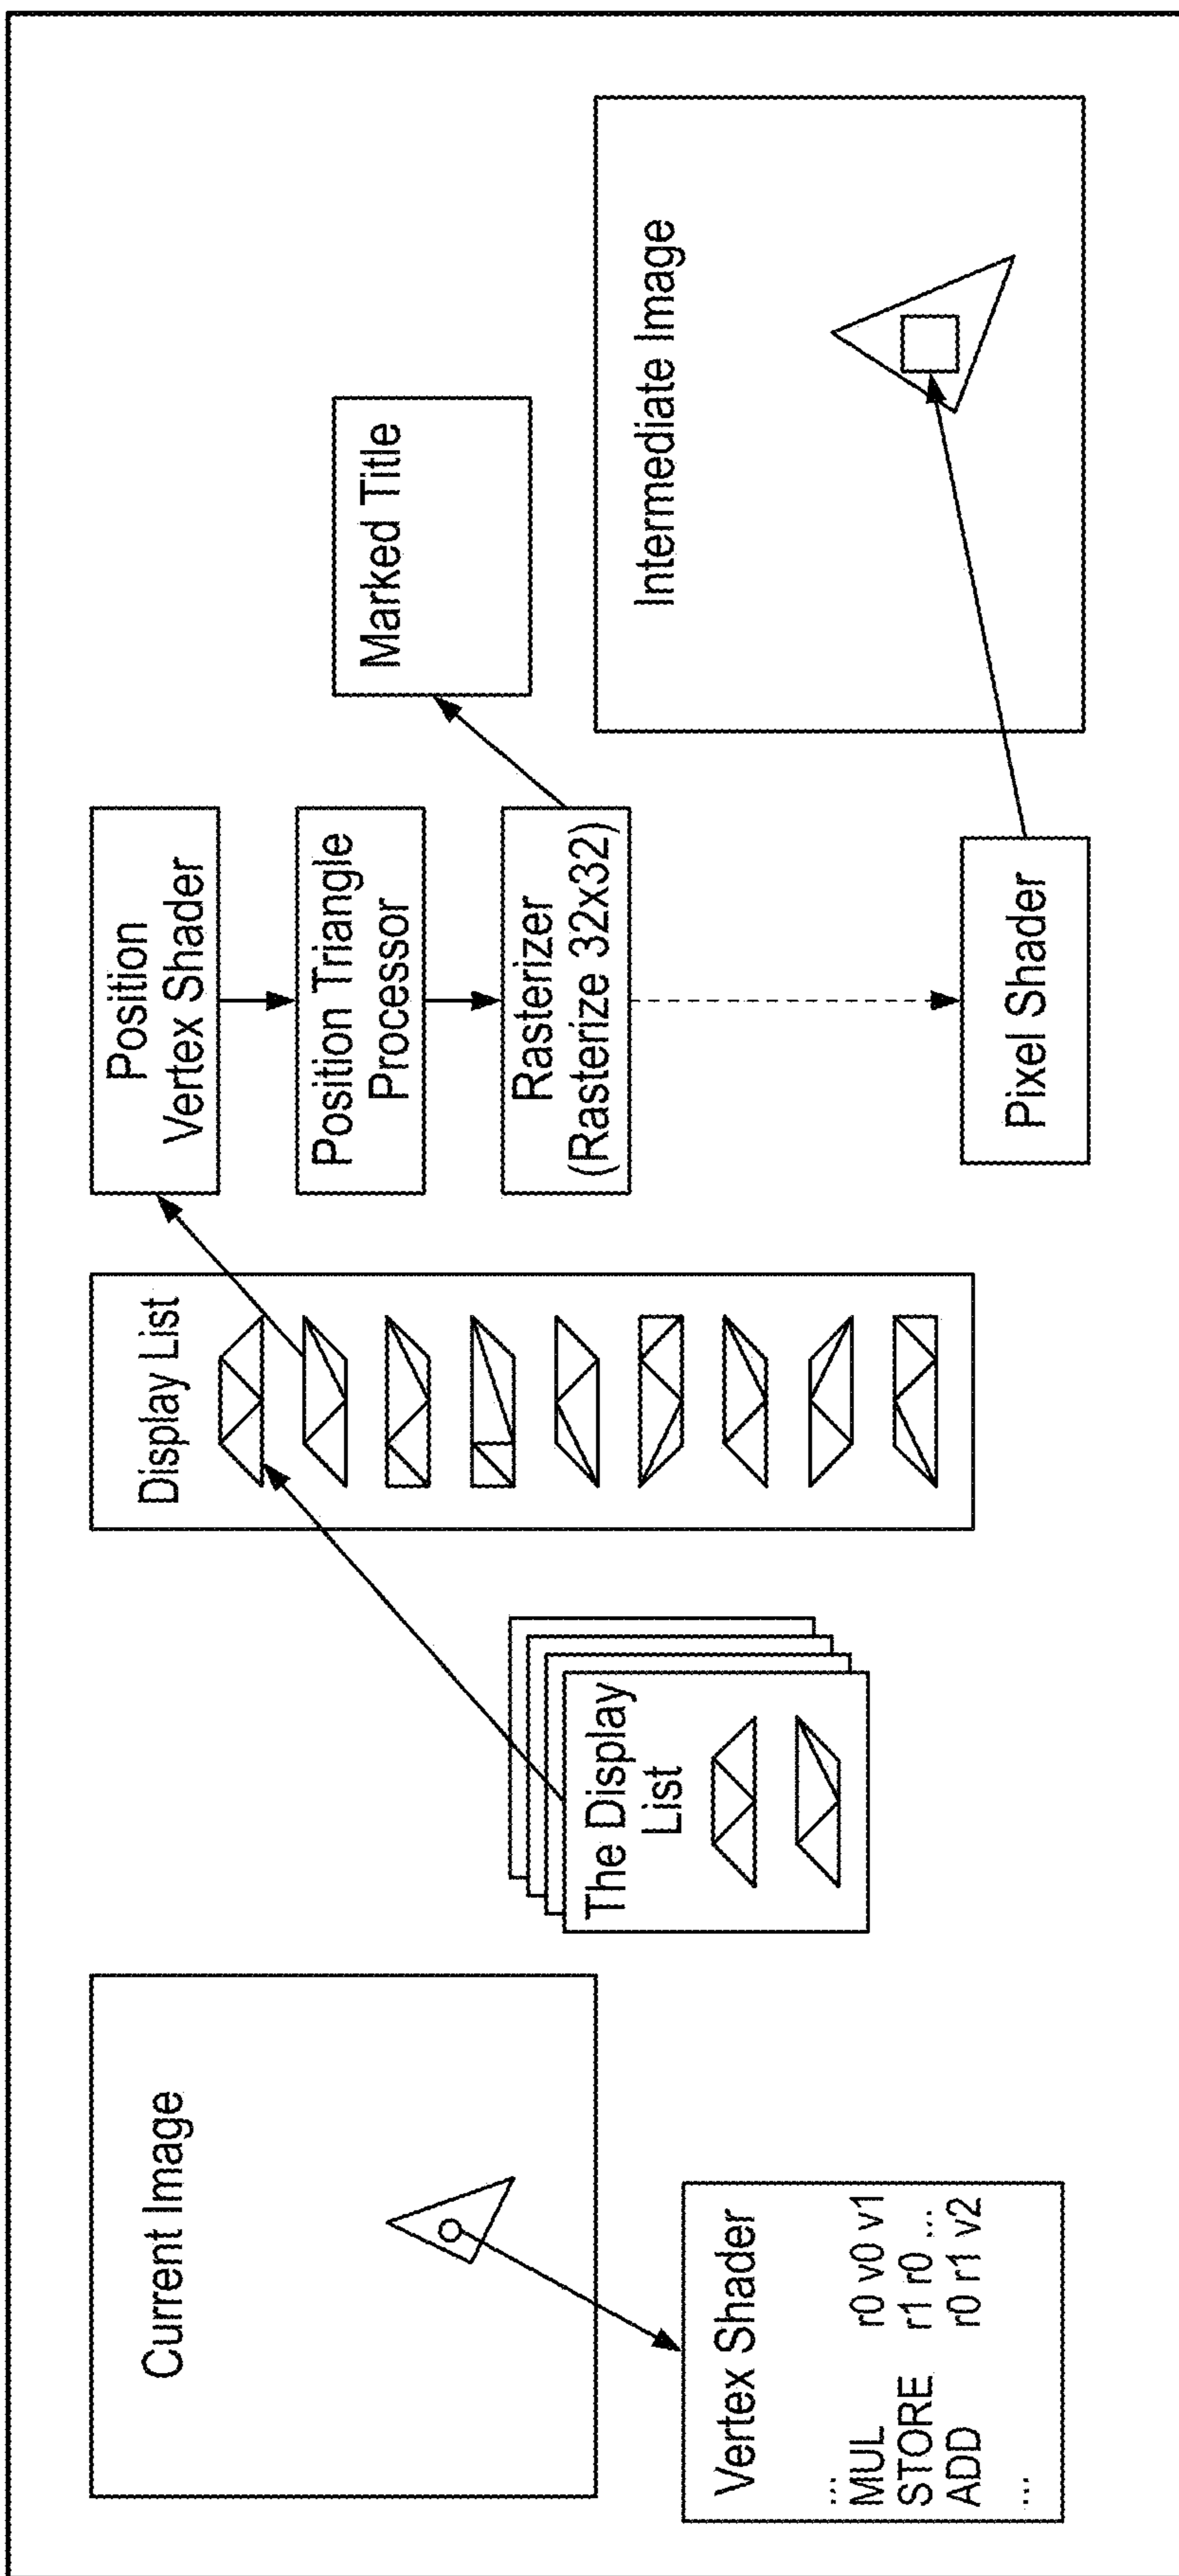 Current Image
Vertex Shader
...
MUL r0 v0 v1
STORE r1 r0 ...
ADD r0 r1 v2
...
The Display
List
Display List
Position
Vertex Shader
Position Triangle
Processor
Rasterizer
(Rasterize 32x32)
Pixel Shader
Marked Title
Intermediate Image